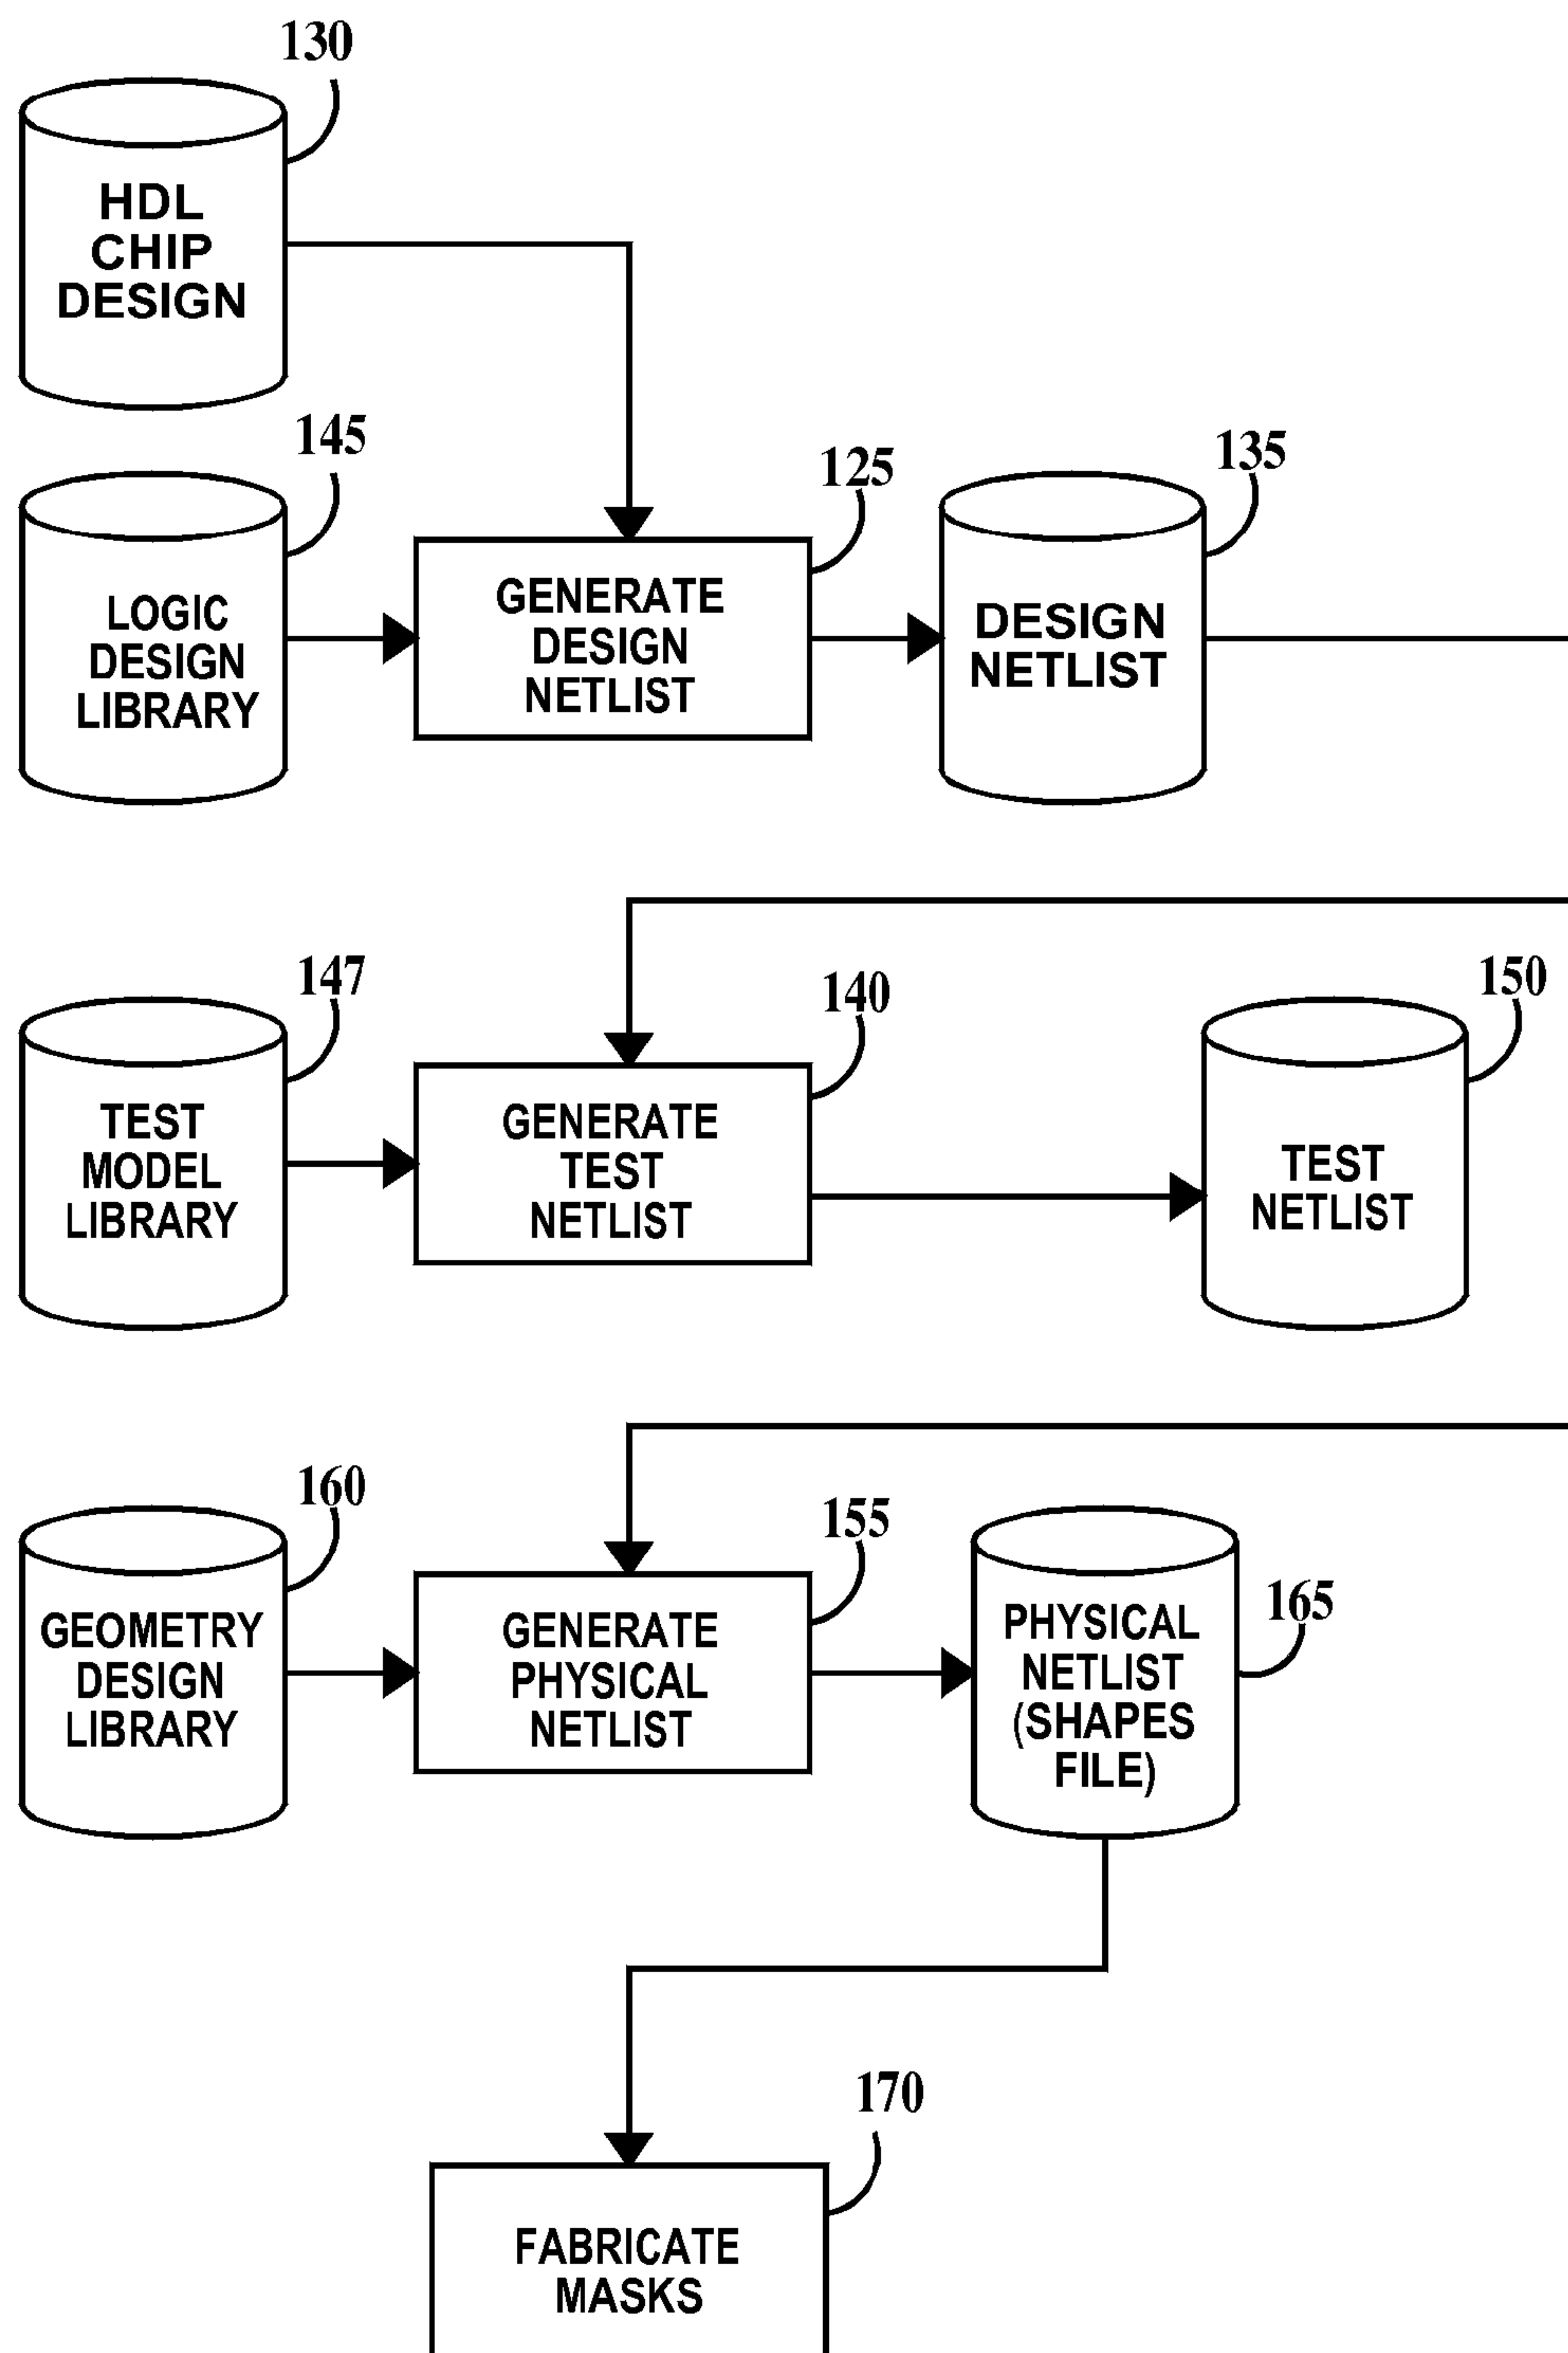 130
HDL
CHIP
DESIGN
145
LOGIC
DESIGN
LIBRARY
125
GENERATE
DESIGN
NETLIST
135
DESIGN
NETLIST
147
TEST
MODEL
LIBRARY
140
GENERATE
TEST
NETLIST
150
TEST
NETLIST
160
GEOMETRY
DESIGN
LIBRARY
155
GENERATE
PHYSICAL
NETLIST
165
PHYSICAL
NETLIST
(SHAPES
FILE)
170
FABRICATE
MASKS